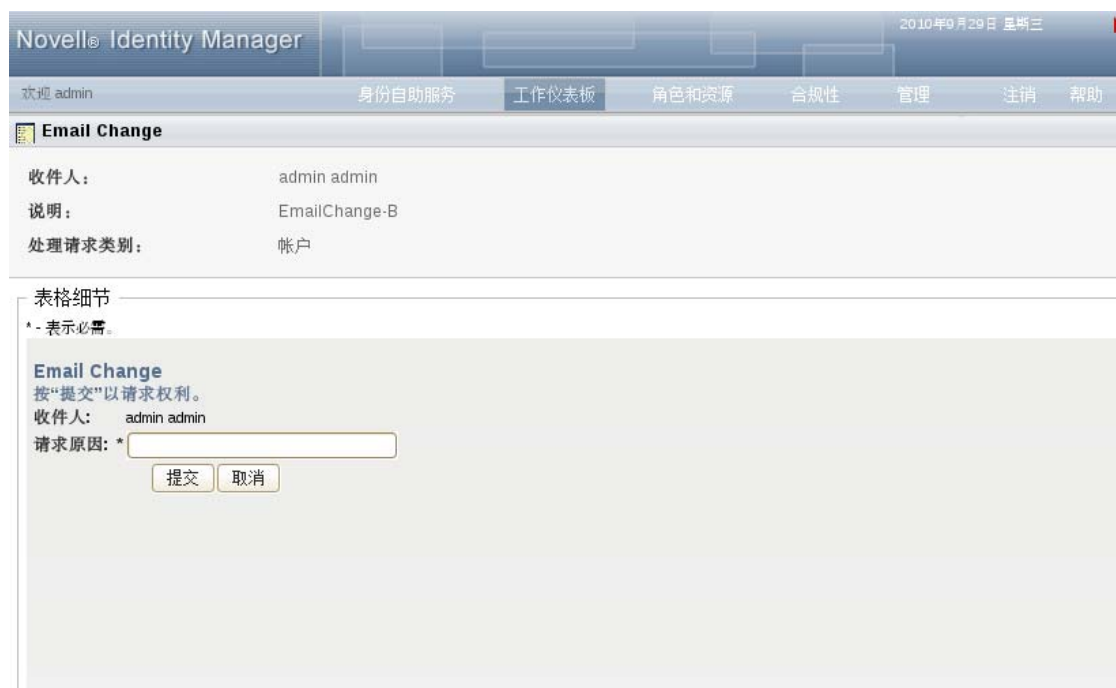 2010年9月29日 星期三
Novell® Identity Manager
欢迎 admin 身份自助服务 工作仪表板 角色和资源 合规性 管理 注销 帮助
Email Change
收件人： admin admin
说明： EmailChange-B
处理请求类别： 帐户
表格细节
* - 表示必需。
Email Change
按“提交”以请求权利。
收件人: admin admin
请求原因: *
提交 取消